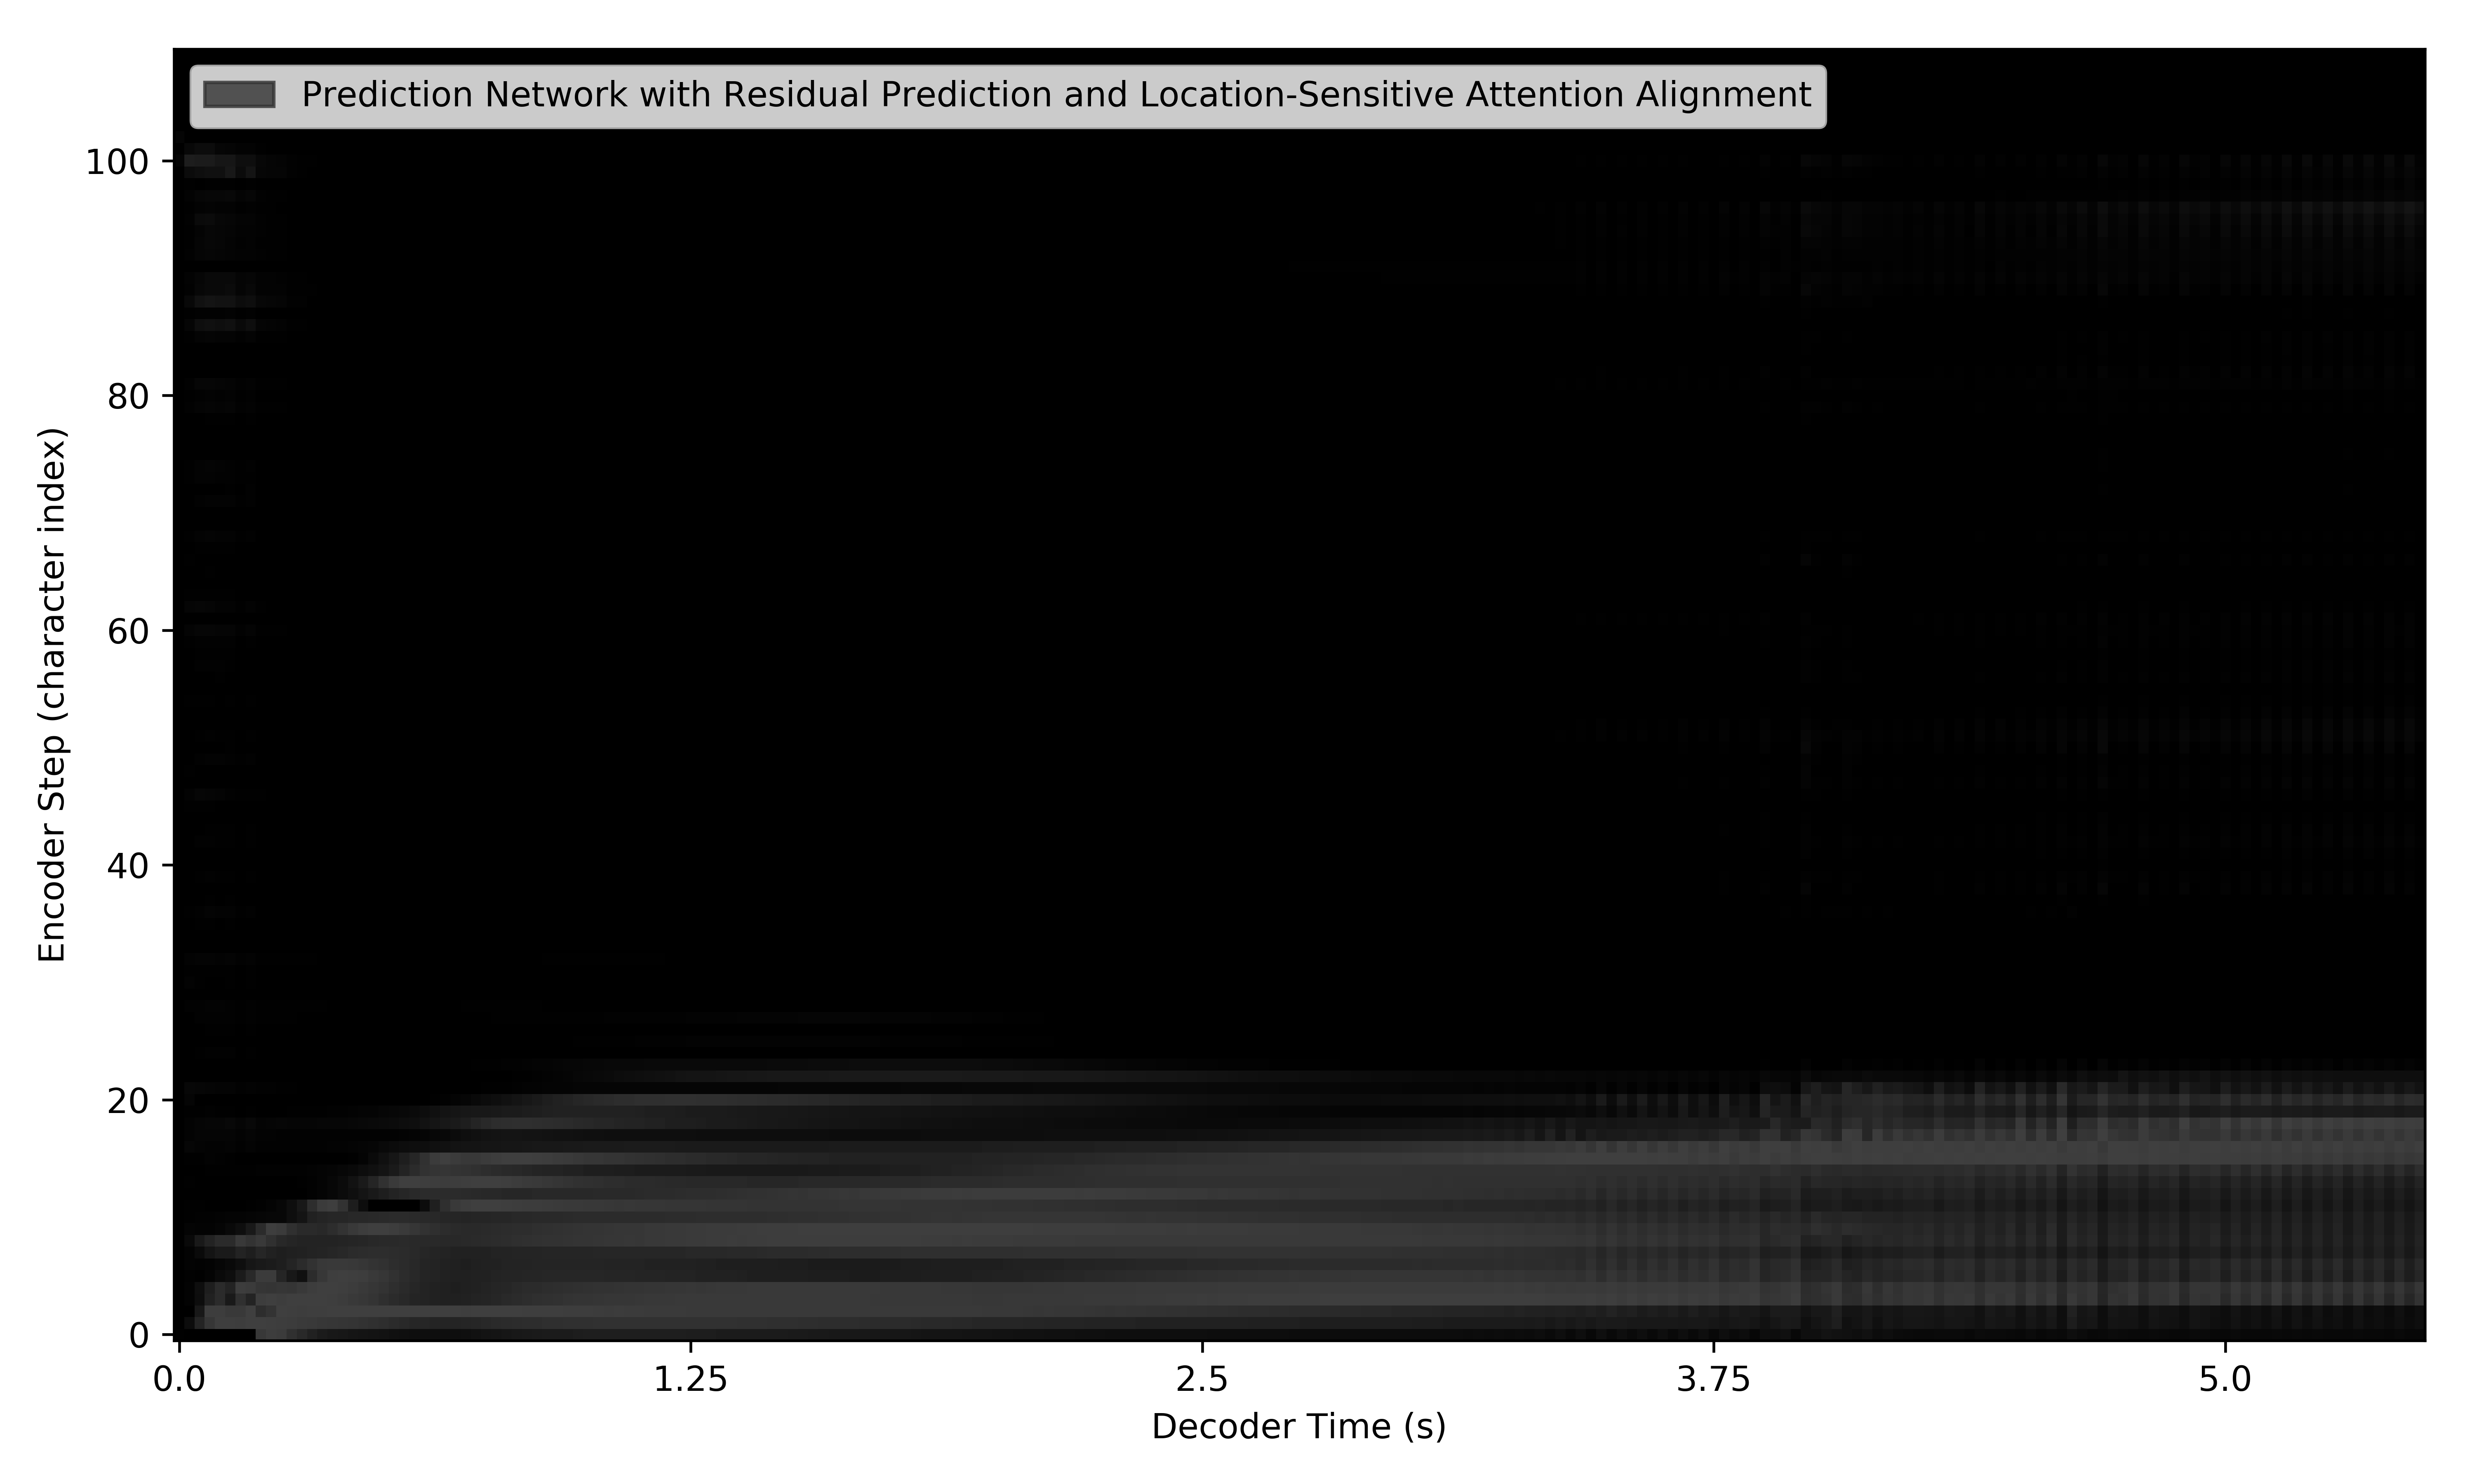 Prediction Network with Residual Prediction and Location-Sensitive Attention Alignment
100
80
60
40
20
0
Encoder Step (character index)
0.0 1.25 2.5 3.75 5.0
Decoder Time (s)